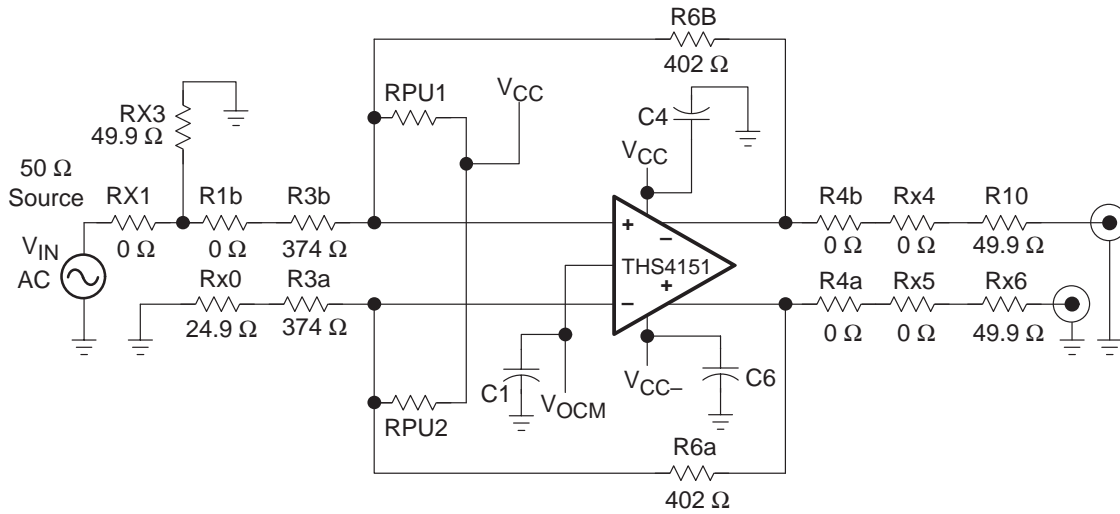 R6B
402 Ω
RPU1
VCC
C4
RX3
49.9 Ω
VCC
50 Ω
Source
RX1
R1b
R3b
R4b
Rx4
R10
0 Ω
0 Ω
374 Ω
+
−
0 Ω
0 Ω
49.9 Ω
VIN
AC
THS4151
Rx0
R3a
R4a
Rx5
Rx6
24.9 Ω
374 Ω
−
+
0 Ω
0 Ω
49.9 Ω
C1
VOCM
VCC−
C6
RPU2
R6a
402 Ω